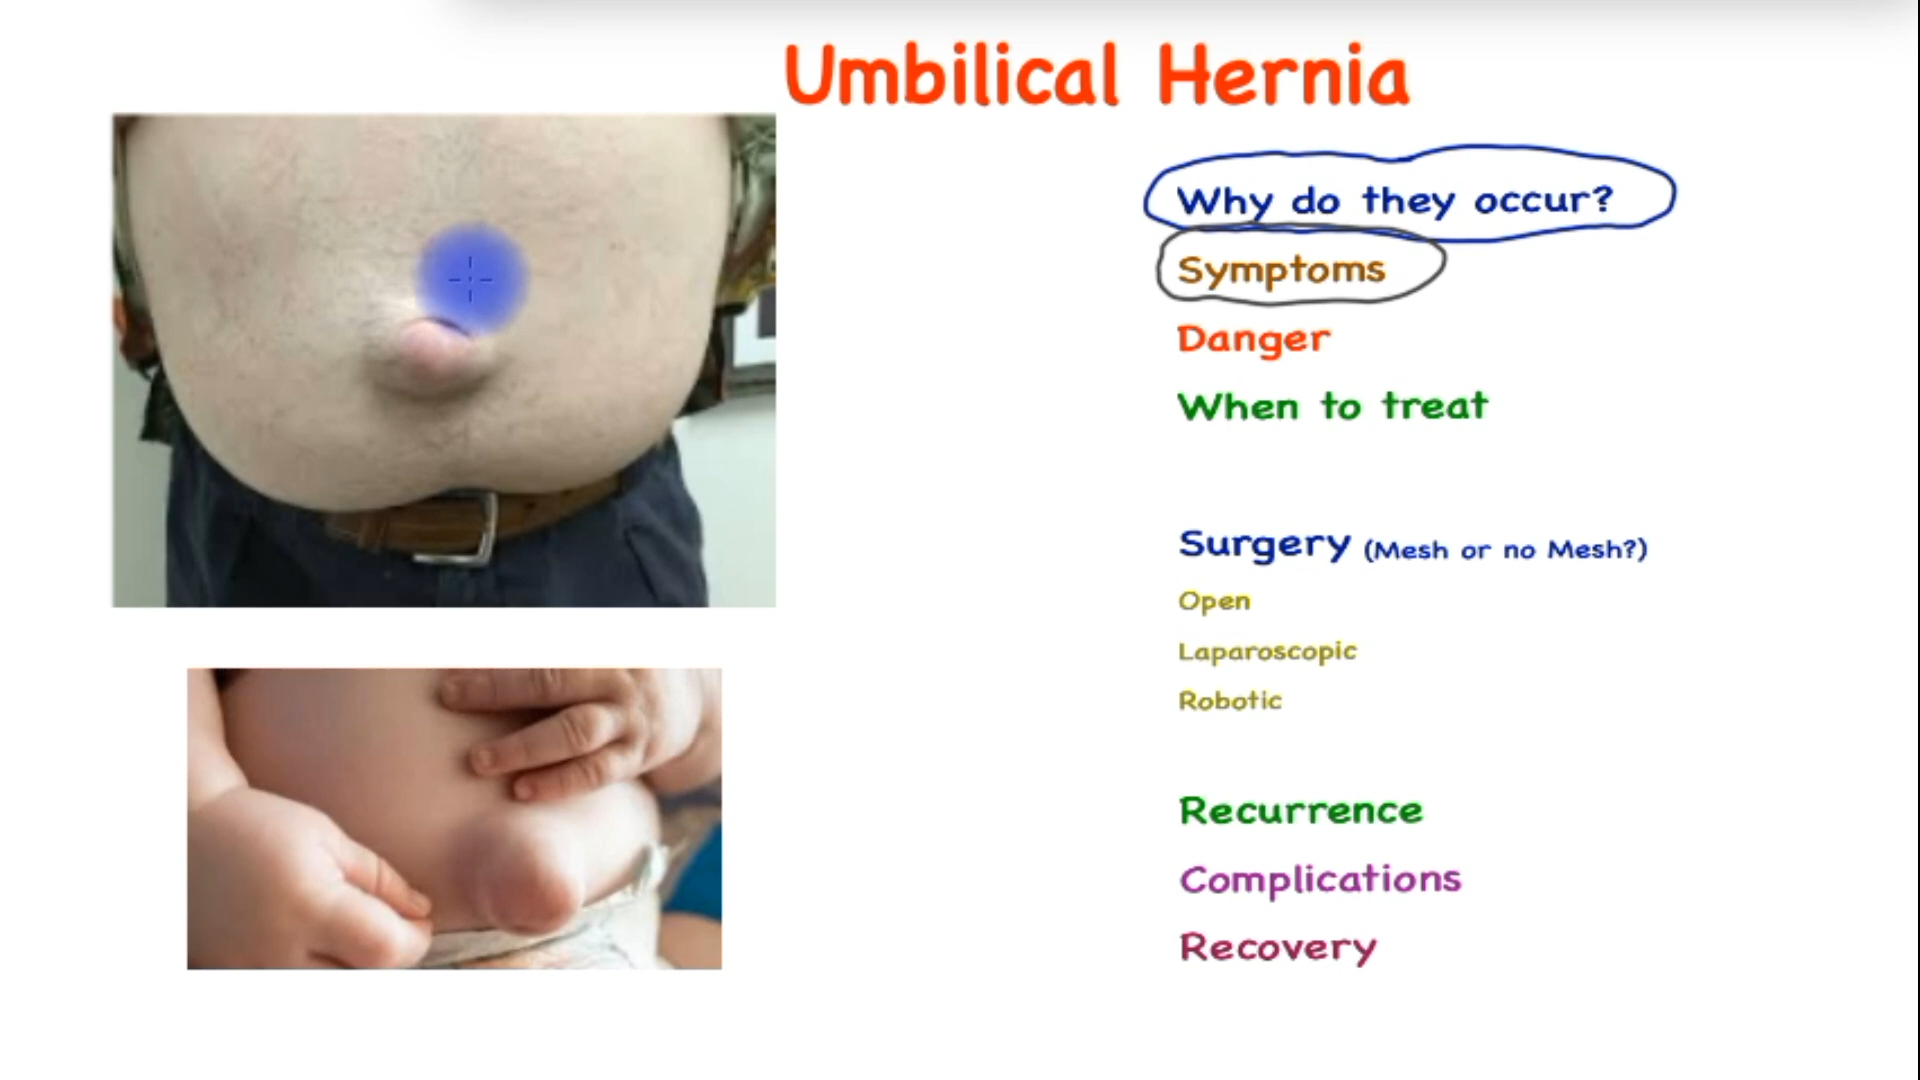 Umbilical Hernia
Why do they occur?
Symptoms
Danger
When to treat
Surgery (Mesh or no Mesh?)
Open
Laparoscopic
Robotic
Recurrence
Complications
Recovery